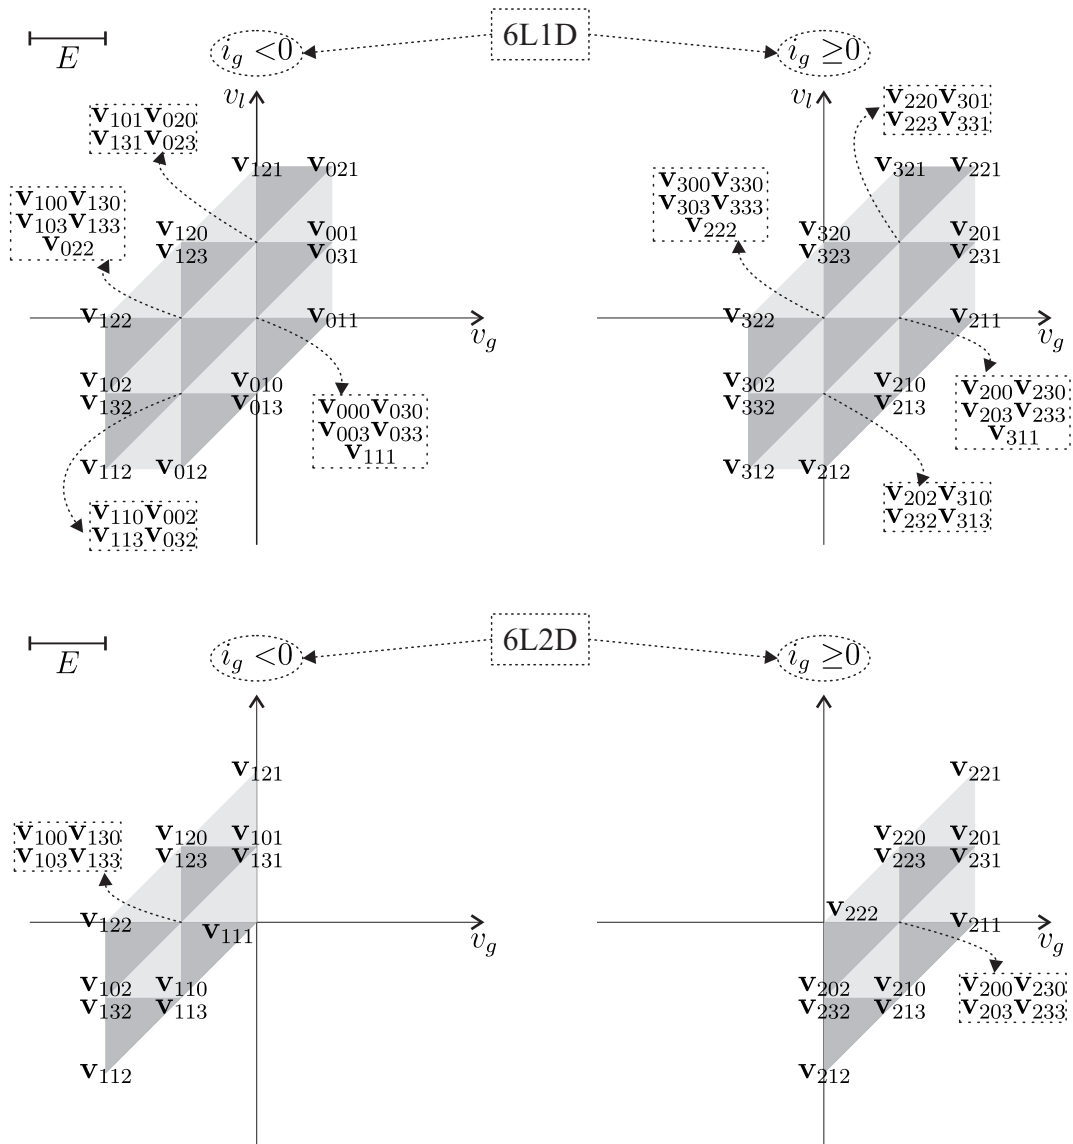 6L1D
E
i_g <0
i_g ≥0
v_l
v_101 v_020
v_131 v_023
v_121
v_021
v_100 v_130
v_103 v_133
v_022
v_120
v_123
v_001
v_031
v_122
v_011
v_g
v_102
v_132
v_010
v_013
v_000 v_030
v_003 v_033
v_111
v_112
v_012
v_110 v_002
v_113 v_032
v_l
v_220 v_301
v_223 v_331
v_321
v_221
v_300 v_330
v_303 v_333
v_222
v_320
v_323
v_201
v_231
v_322
v_211
v_g
v_302
v_332
v_210
v_213
v_200 v_230
v_203 v_233
v_311
v_312
v_212
v_202 v_310
v_232 v_313
6L2D
E
i_g <0
i_g ≥0
v_121
v_100 v_130
v_103 v_133
v_120
v_123
v_101
v_131
v_122
v_111
v_g
v_102
v_132
v_110
v_113
v_112
v_221
v_220
v_223
v_201
v_231
v_222
v_211
v_g
v_202
v_232
v_210
v_213
v_200 v_230
v_203 v_233
v_212